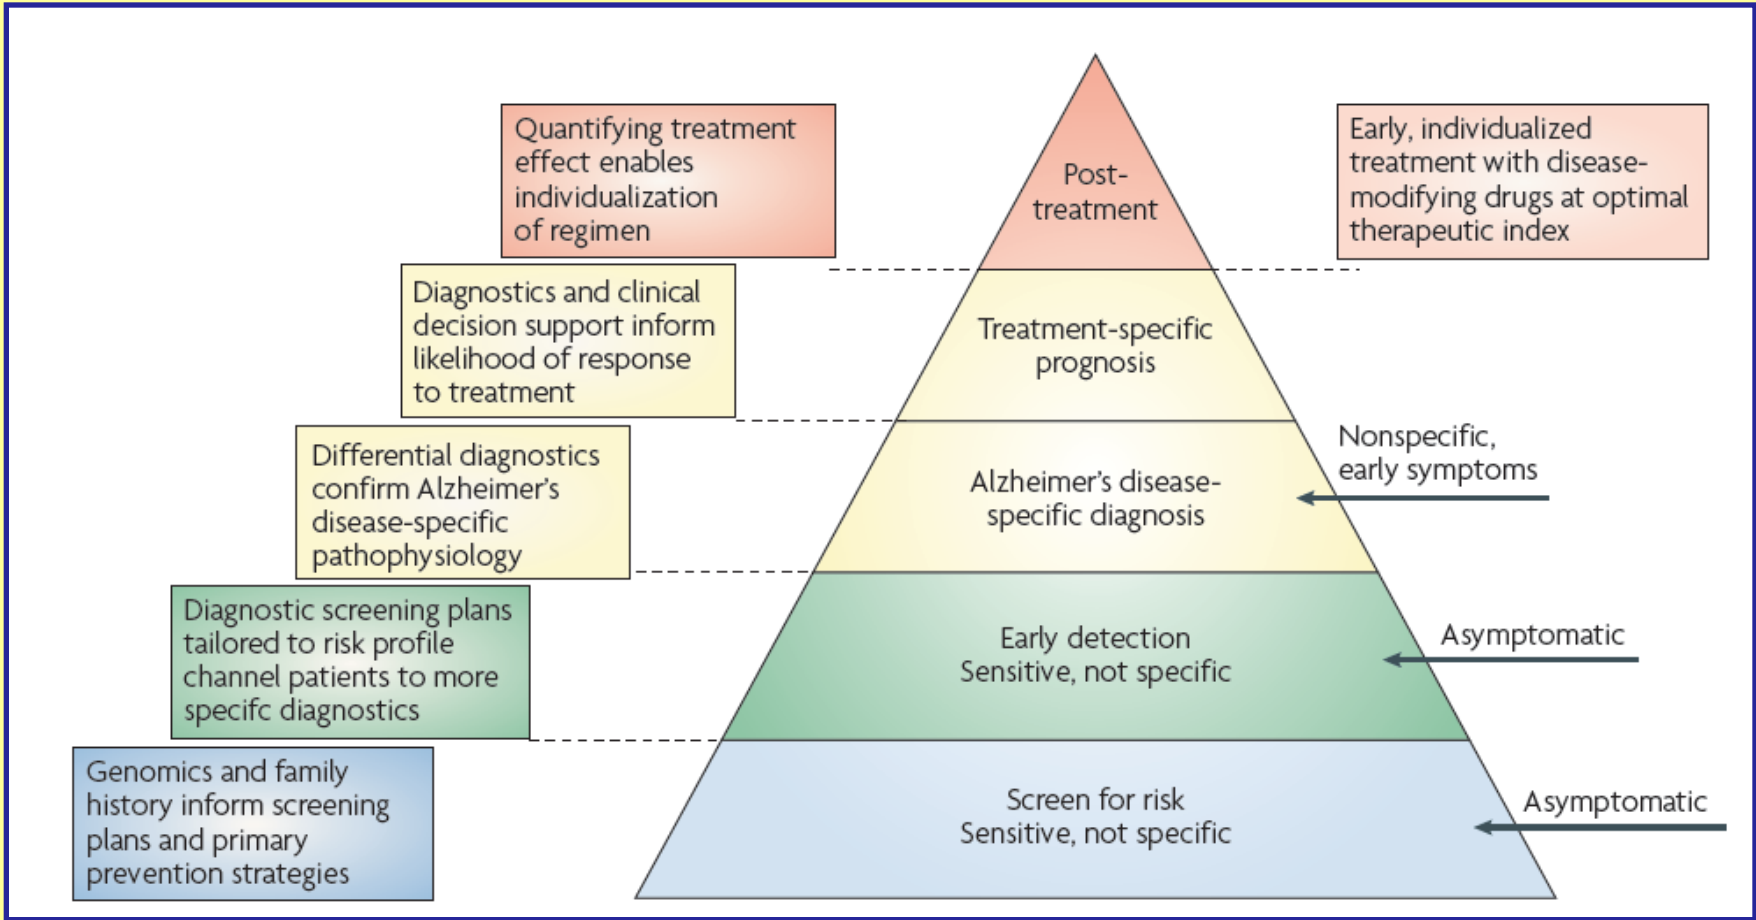 Quantifying treatment
effect enables
individualization
of regimen
Post-
treatment
Early, individualized
treatment with disease-
modifying drugs at optimal
therapeutic index
Diagnostics and clinical
decision support inform
likelihood of response
to treatment
Treatment-specific
prognosis
Differential diagnostics
confirm Alzheimer's
disease-specific
pathophysiology
Alzheimer's disease-
specific diagnosis
Nonspecific,
early symptoms
Diagnostic screening plans
tailored to risk profile
channel patients to more
specifc diagnostics
Early detection
Sensitive, not specific
Asymptomatic
Genomics and family
history inform screening
plans and primary
prevention strategies
Screen for risk
Sensitive, not specific
Asymptomatic